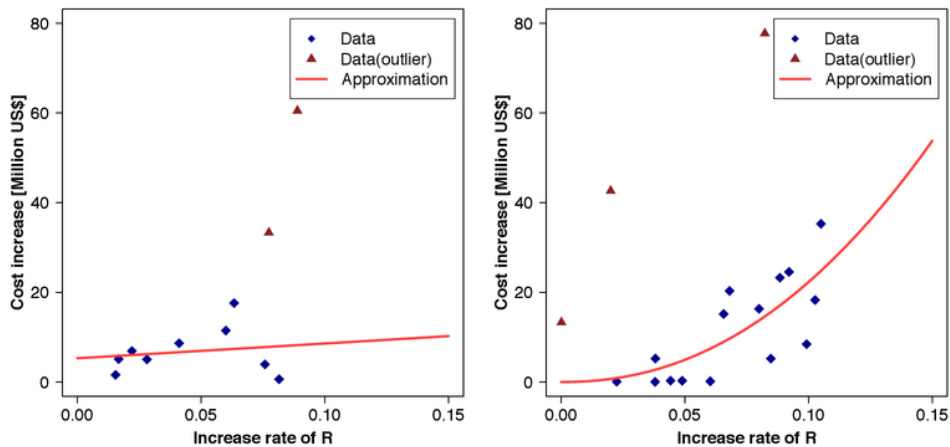 80
60
40
20
0
Cost increase [Million US$]
Data
Data(outlier)
Approximation
0.00
0.05
0.10
0.15
Increase rate of R
80
60
40
20
0
Cost increase [Million US$]
Data
Data(outlier)
Approximation
0.00
0.05
0.10
0.15
Increase rate of R